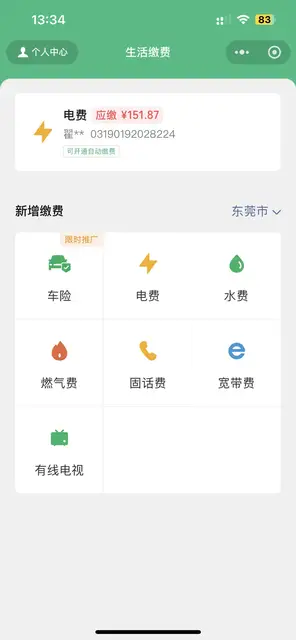 13:34
83
个人中心
生活缴费
电费 应缴 ¥151.87
翟** 03190192028224
可开通自动缴费
新增缴费
东莞市
限时推广
车险
电费
水费
燃气费
固话费
宽带费
有线电视